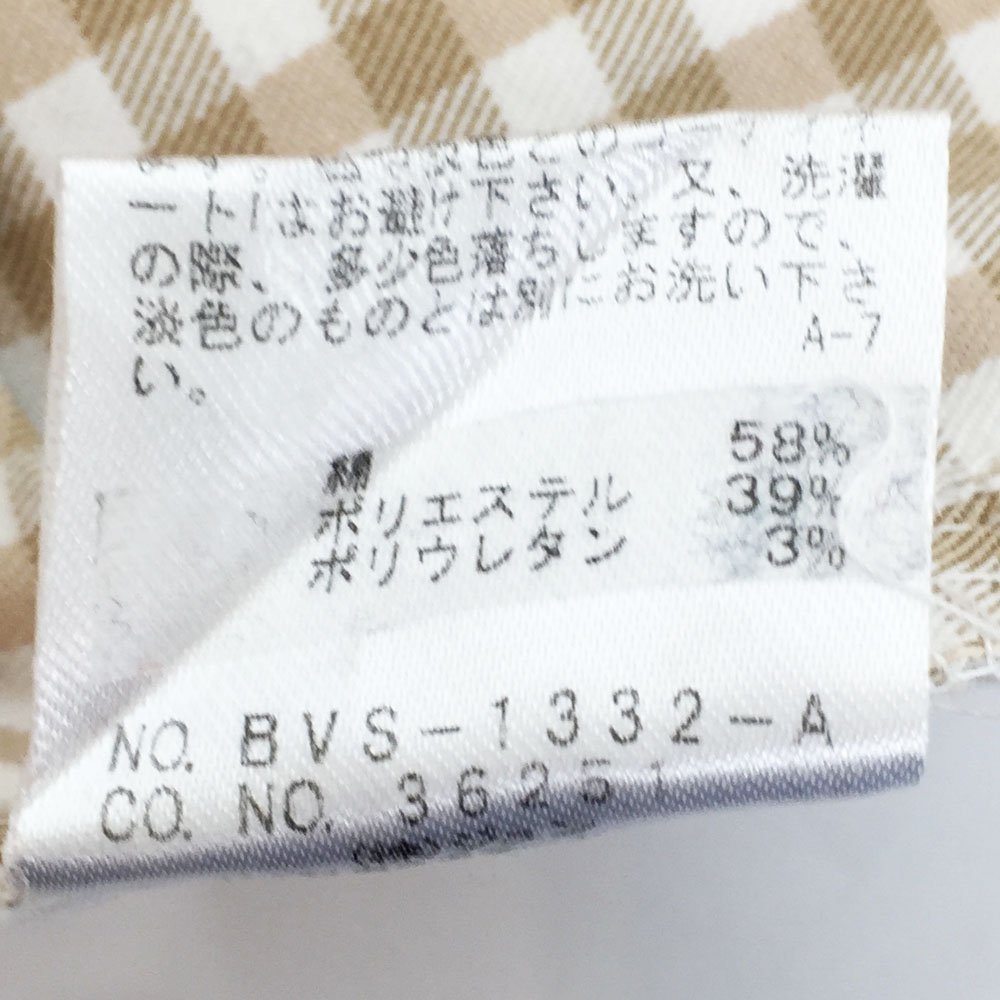 ートはお避け下さい。又、洗濯
の際、多少色落ちしますので、
淡色のものとは別にお洗い下さ
い。
A-7
綿 58%
ポリエステル 39%
ポリウレタン 3%
NO. BVS-1332-A
CO. NO. 36251